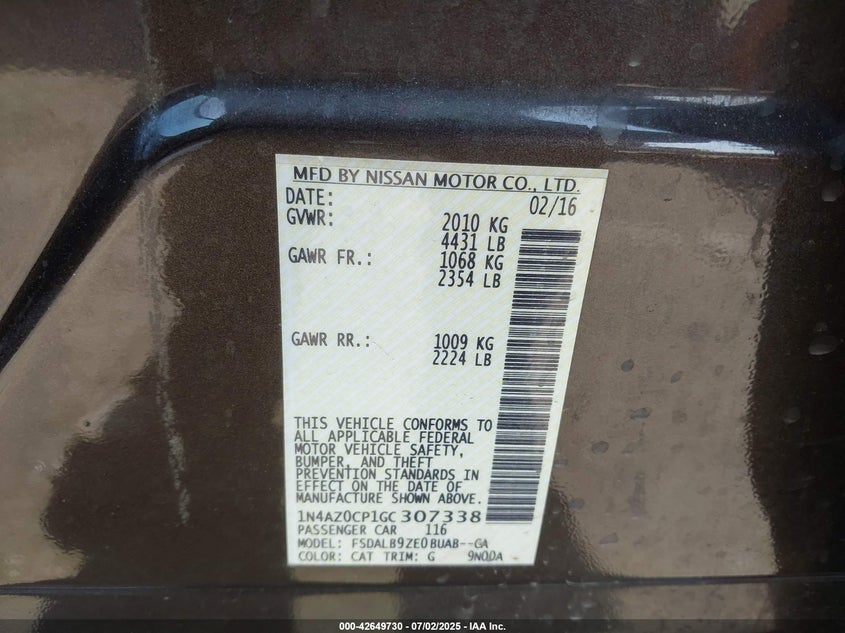 MFD BY NISSAN MOTOR CO., LTD.
DATE: 02/16
GVWR: 2010 KG
4431 LB
GAWR FR.: 1068 KG
2354 LB
GAWR RR.: 1009 KG
2224 LB
THIS VEHICLE CONFORMS TO
ALL APPLICABLE FEDERAL
MOTOR VEHICLE SAFETY,
BUMPER, AND THEFT
PREVENTION STANDARDS IN
EFFECT ON THE DATE OF
MANUFACTURE SHOWN ABOVE.
1N4AZ0CP1GC307338
PASSENGER CAR 116
MODEL: FSDALB9ZE0BUAB--GA
COLOR: CAT TRIM: G 9N00A
000-42649730 - 07/02/2025 - IAA Inc.